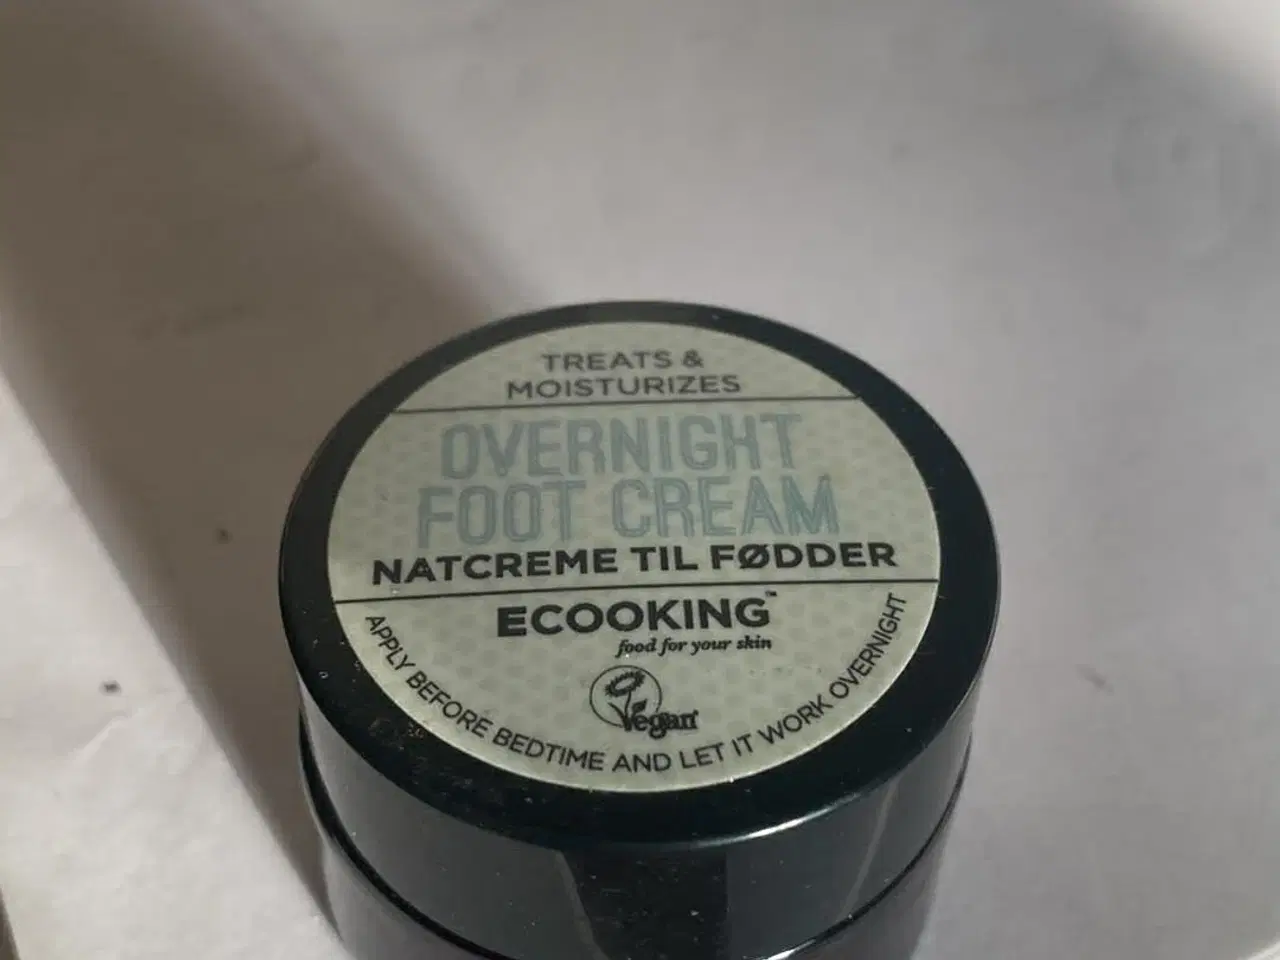 TREATS &
MOISTURIZES
OVERNIGHT
FOOT CREAM
NATCREME TIL FØDDER
ECOOKING™
food for your skin
Vegan
APPLY BEFORE BEDTIME AND LET IT WORK OVERNIGHT